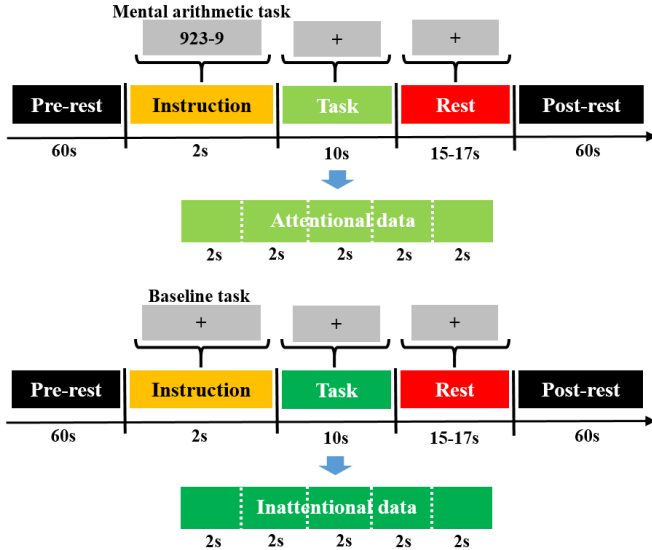 Mental arithmetic task
923-9 + +
Pre-rest Instruction Task Rest Post-rest
60s 2s 10s 15-17s 60s
Attentional data
2s 2s 2s 2s 2s
Baseline task
+ + +
Pre-rest Instruction Task Rest Post-rest
60s 2s 10s 15-17s 60s
Inattentional data
2s 2s 2s 2s 2s